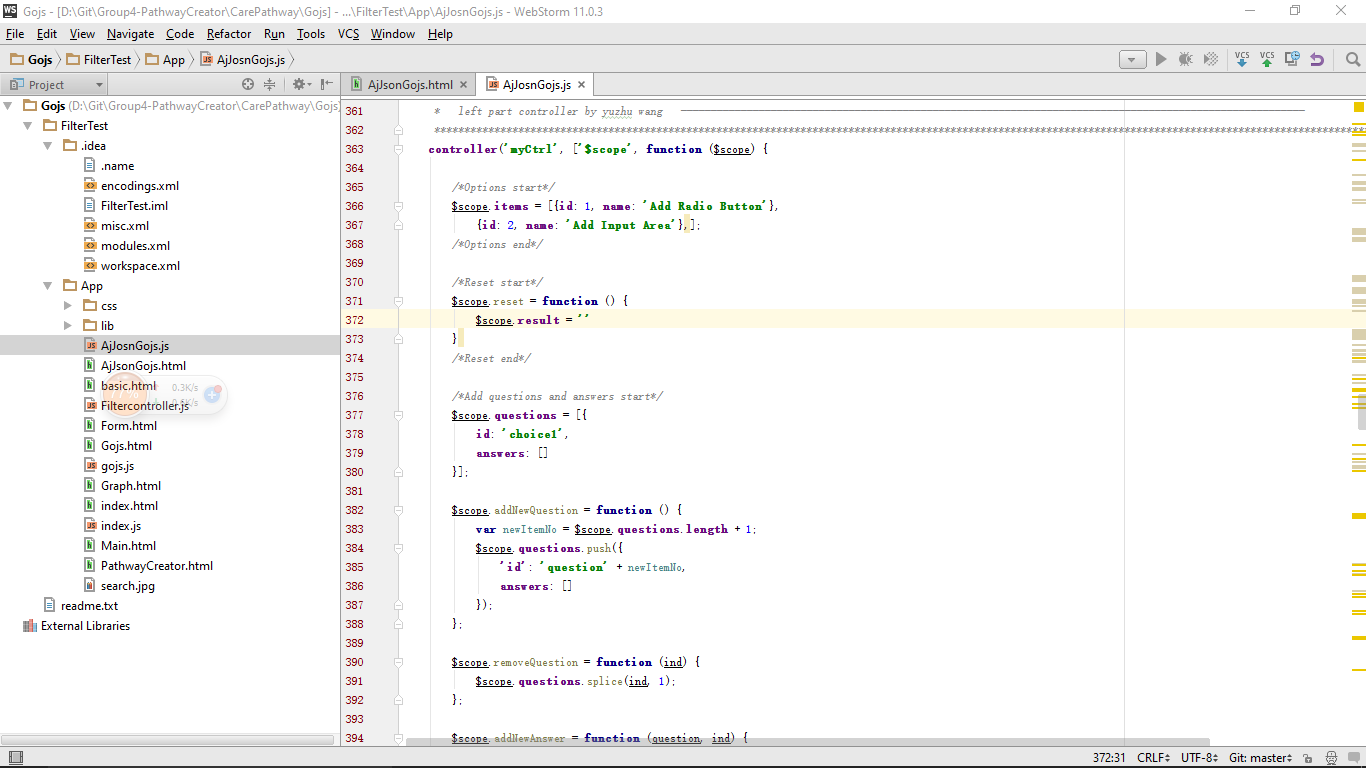 Gojs - [D:\Git\Group4-PathwayCreator\CarePathway\Gojs] - ...\FilterTest\App\AjJosnGojs.js - WebStorm 11.0.3
File Edit View Navigate Code Refactor Run Tools VCS Window Help
Gojs FilterTest App AjJosnGojs.js
VCS VCS
Project
AjJsonGojs.html AjJosnGojs.js
Gojs (D:\Git\Group4-PathwayCreator\CarePathway\Gojs)
FilterTest
.idea
.name
encodings.xml
FilterTest.iml
misc.xml
modules.xml
workspace.xml
App
css
lib
AjJosnGojs.js
AjJsonGojs.html
basic.html
0.3K/s
Filtercontroller.js
Form.html
Gojs.html
gojs.js
Graph.html
index.html
index.js
Main.html
PathwayCreator.html
search.jpg
readme.txt
External Libraries
361 * left part controller by yuzhu wang
362
363 controller('myCtrl', ['$scope', function ($scope) {
364
365 /*Options start*/
366 $scope.items = [{id: 1, name: 'Add Radio Button'},
367 {id: 2, name: 'Add Input Area'},];
368 /*Options end*/
369
370 /*Reset start*/
371 $scope.reset = function () {
372 $scope.result = ''
373 }
374 /*Reset end*/
375
376 /*Add questions and answers start*/
377 $scope.questions = [{
378 id: 'choice1',
379 answers: []
380 }];
381
382 $scope.addNewQuestion = function () {
383 var newItemNo = $scope.questions.length + 1;
384 $scope.questions.push({
385 'id': 'question' + newItemNo,
386 answers: []
387 });
388 };
389
390 $scope.removeQuestion = function (ind) {
391 $scope.questions.splice(ind, 1);
392 };
393
394 $scope.addNewAnswer = function (question, ind) {
372:31 CRLF UTF-8 Git: master